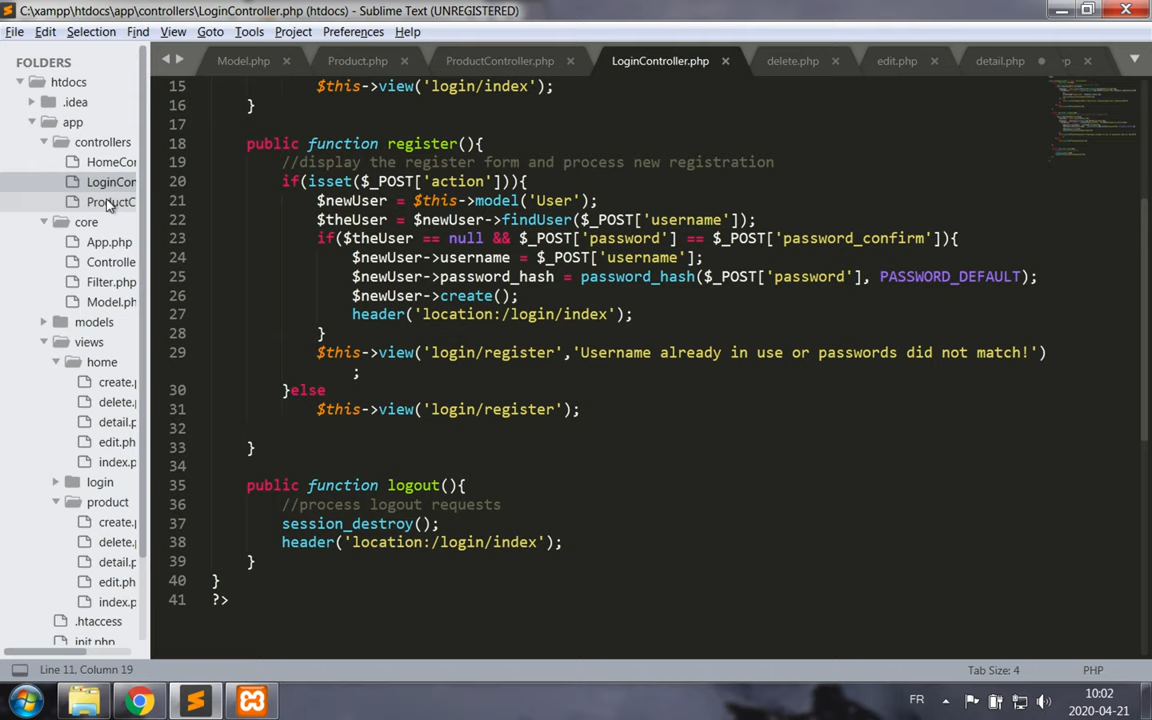 C:\xampp\htdocs\app\controllers\LoginController.php (htdocs) - Sublime Text (UNREGISTERED)
File Edit Selection Find View Goto Tools Project Preferences Help
FOLDERS
htdocs
.idea
app
controllers
HomeCor
LoginCor
ProductC
core
App.php
Controlle
Filter.php
Model.ph
models
views
home
create.p
delete.
detail.
edit.ph
index.p
login
product
create.p
delete.
detail.
edit.ph
index.p
.htaccess
init.php
Model.php Product.php ProductController.php LoginController.php delete.php edit.php detail.php p
15 $this->view('login/index');
16 }
17
18 public function register(){
19 //display the register form and process new registration
20 if(isset($_POST['action'])){
21 $newUser = $this->model('User');
22 $theUser = $newUser->findUser($_POST['username']);
23 if($theUser == null && $_POST['password'] == $_POST['password_confirm']){
24 $newUser->username = $_POST['username'];
25 $newUser->password_hash = password_hash($_POST['password'], PASSWORD_DEFAULT);
26 $newUser->create();
27 header('location:/login/index');
28 }
29 $this->view('login/register','Username already in use or passwords did not match!')
;
30 }else
31 $this->view('login/register');
32
33 }
34
35 public function logout(){
36 //process logout requests
37 session_destroy();
38 header('location:/login/index');
39 }
40 }
41 ?>
Line 11, Column 19 Tab Size: 4 PHP
FR 10:02
2020-04-21